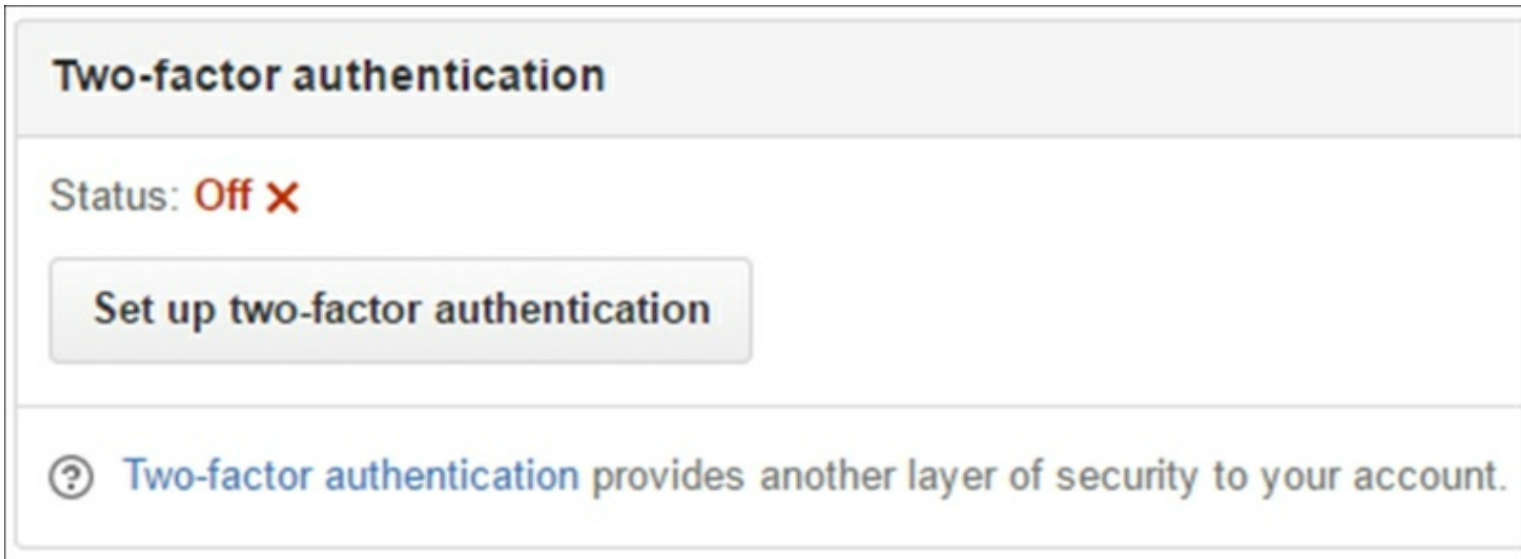 Two-factor authentication
Status: Off ×
Set up two-factor authentication
? Two-factor authentication provides another layer of security to your account.